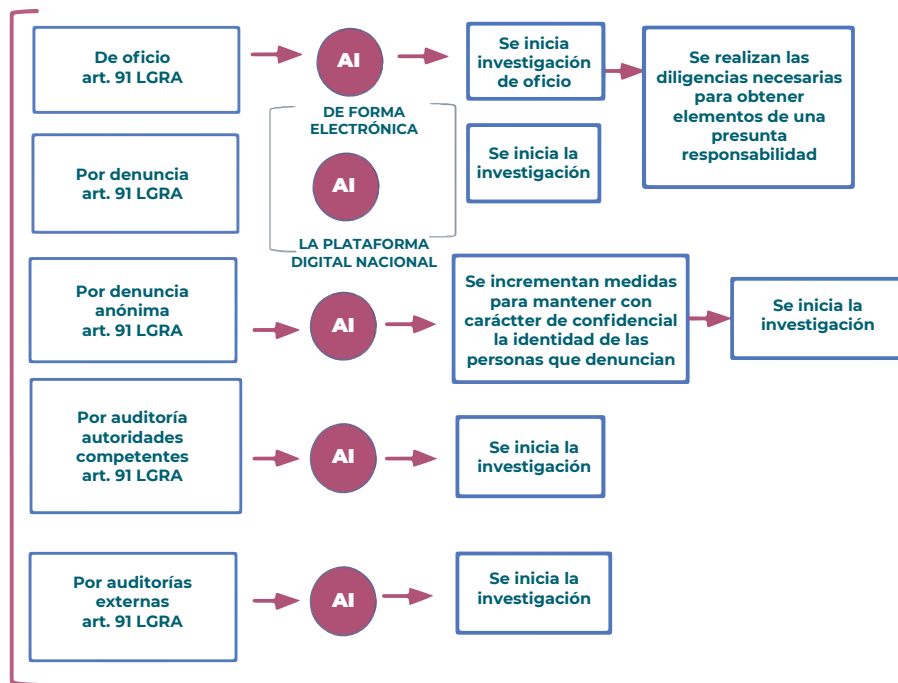 De oficio
art. 91 LGRA
AI
Se inicia
investigación
de oficio
Se realizan las
diligencias necesarias
para obtener
elementos de una
presunta
responsabilidad
Por denuncia
art. 91 LGRA
DE FORMA
ELECTRÓNICA
AI
LA PLATAFORMA
DIGITAL NACIONAL
Se inicia la
investigación
Por denuncia
anónima
art. 91 LGRA
AI
Se incrementan medidas
para mantener con
caráctter de confidencial
la identidad de las
personas que denuncian
Se inicia la
investigación
Por auditoría
autoridades
competentes
art. 91 LGRA
AI
Se inicia la
investigación
Por auditorías
externas
art. 91 LGRA
AI
Se inicia la
investigación